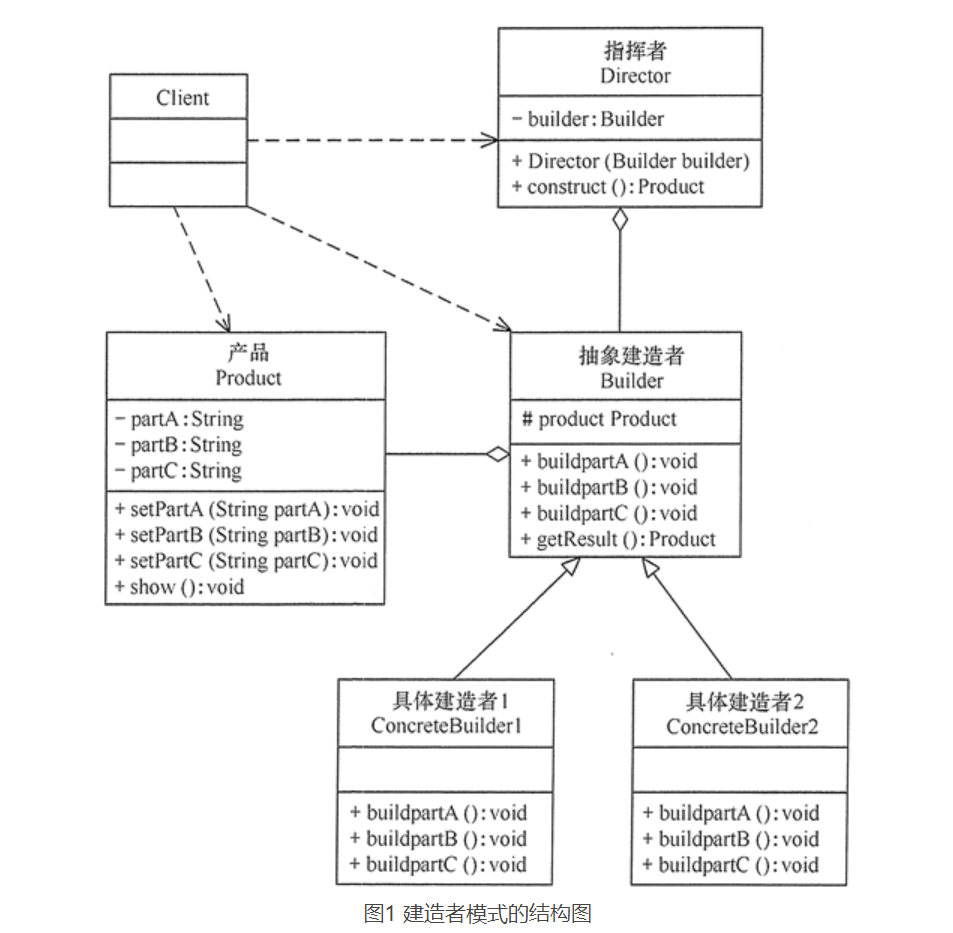 Client
指挥者
Director
- builder:Builder
+ Director (Builder builder)
+ construct ():Product
产品
Product
- partA:String
- partB:String
- partC:String
+ setPartA (String partA):void
+ setPartB (String partB):void
+ setPartC (String partC):void
+ show ():void
抽象建造者
Builder
# product Product
+ buildpartA ():void
+ buildpartB ():void
+ buildpartC ():void
+ getResult ():Product
具体建造者1
ConcreteBuilder1
+ buildpartA ():void
+ buildpartB ():void
+ buildpartC ():void
具体建造者2
ConcreteBuilder2
+ buildpartA ():void
+ buildpartB ():void
+ buildpartC ():void
图1 建造者模式的结构图